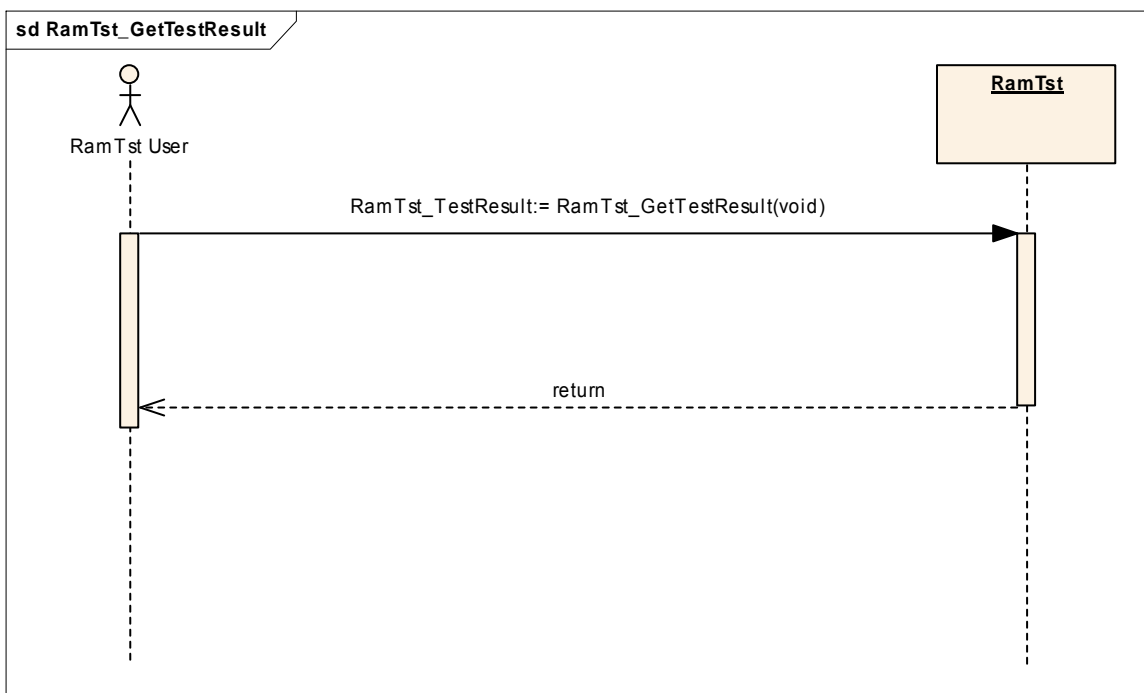 sd RamTst_GetTestResult
RamTst User
RamTst
RamTst_TestResult:= RamTst_GetTestResult(void)
return